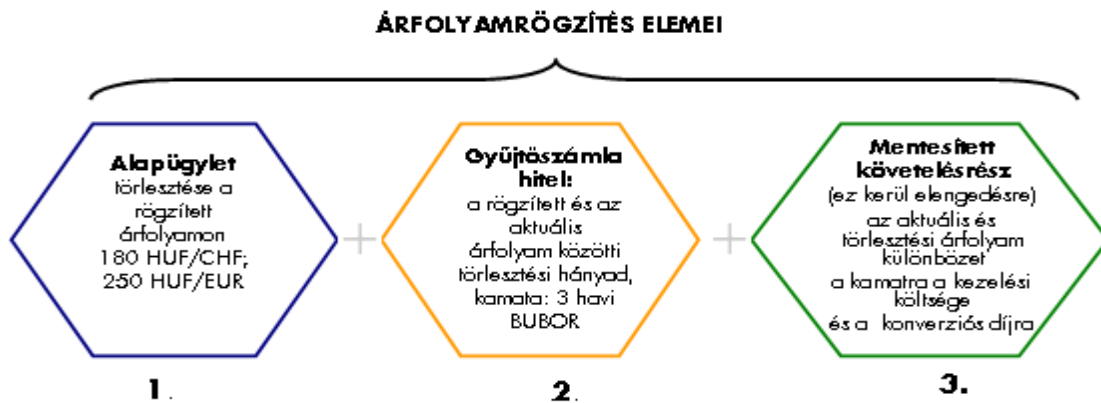 ÁRFOLYAMRÖGZÍTÉS ELEMEI
Alapügylet
törlesztése a
rögzített
árfolyamon
180 HUF/CHF;
250 HUF/EUR
1.
+
Gyűjtőszámla
hitel:
a rögzített és az
aktuális
árfolyam közötti
törlesztési hányad,
kamata: 3 havi
BUBOR
2.
+
Mentesített
követelésrész
(ez kerül elengedésre)
az aktuális és
törlesztési árfolyam
különbözet
a kamatra a kezelési
költsége
és a konverziós díjra
3.